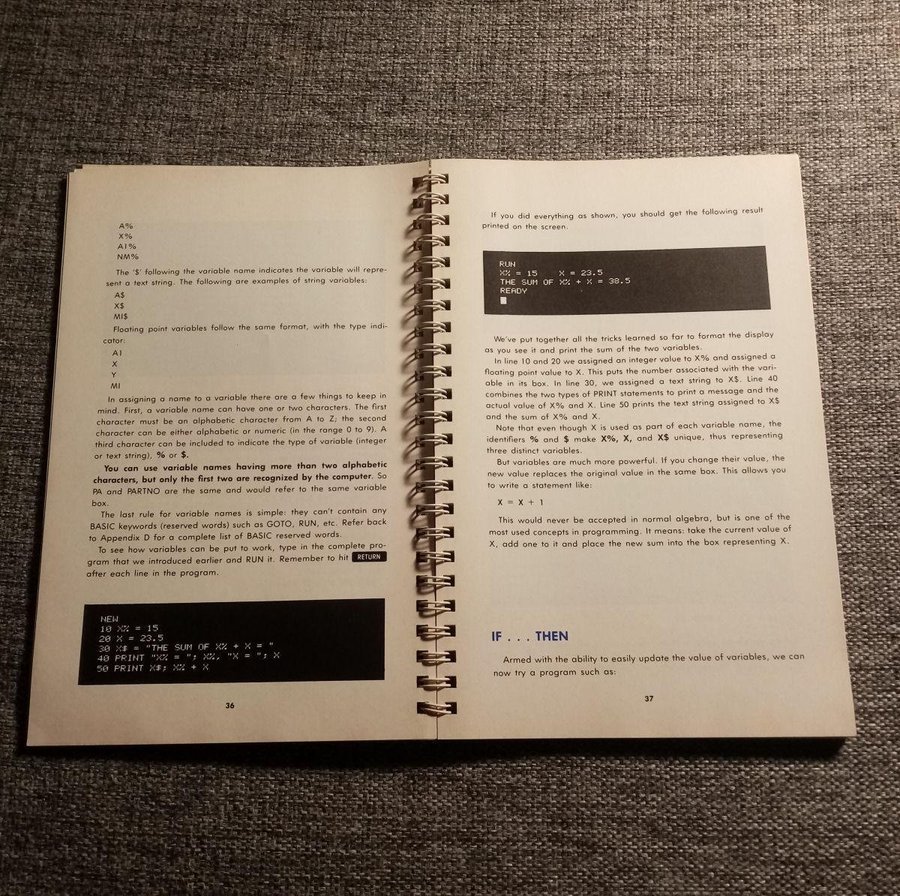 A%
X%
A1%
NM%
The '$' following the variable name indicates the variable will repre-
sent a text string. The following are examples of string variables:
A$
X$
MI$
Floating point variables follow the same format, with the type indi-
cator:
A1
X
Y
MI
In assigning a name to a variable there are a few things to keep in
mind. First, a variable name can have one or two characters. The first
character must be an alphabetic character from A to Z; the second
character can be either alphabetic or numeric (in the range 0 to 9). A
third character can be included to indicate the type of variable (integer
or text string), % or $.
You can use variable names having more than two alphabetic
characters, but only the first two are recognized by the computer. So
PA and PARTNO are the same and would refer to the same variable
box.
The last rule for variable names is simple: they can't contain any
BASIC keywords (reserved words) such as GOTO, RUN, etc. Refer back
to Appendix D for a complete list of BASIC reserved words.
To see how variables can be put to work, type in the complete pro-
gram that we introduced earlier and RUN it. Remember to hit RETURN
after each line in the program.
NEW
10 X% = 15
20 X = 23.5
30 X$ = "THE SUM OF X% + X = "
40 PRINT "X% = "; X%, "X = "; X
50 PRINT X$; X% + X
36
If you did everything as shown, you should get the following result
printed on the screen.
RUN
X% = 15 X = 23.5
THE SUM OF X% + X = 38.5
READY
We've put together all the tricks learned so far to format the display
as you see it and print the sum of the two variables.
In line 10 and 20 we assigned an integer value to X% and assigned a
floating point value to X. This puts the number associated with the vari-
able in its box. In line 30, we assigned a text string to X$. Line 40
combines the two types of PRINT statements to print a message and the
actual value of X% and X. Line 50 prints the text string assigned to X$
and the sum of X% and X.
Note that even though X is used as part of each variable name, the
identifiers % and $ make X%, X, and X$ unique, thus representing
three distinct variables.
But variables are much more powerful. If you change their value, the
new value replaces the original value in the same box. This allows you
to write a statement like:
X = X + 1
This would never be accepted in normal algebra, but is one of the
most used concepts in programming. It means: take the current value of
X, add one to it and place the new sum into the box representing X.
IF . . . THEN
Armed with the ability to easily update the value of variables, we can
now try a program such as:
37